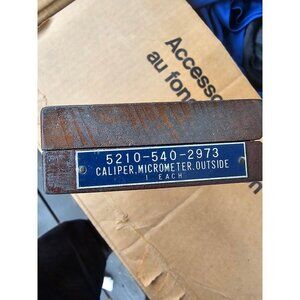 Accesso
au fon
5210-540-2973
CALIPER, MICROMETER, OUTSIDE
1 EACH